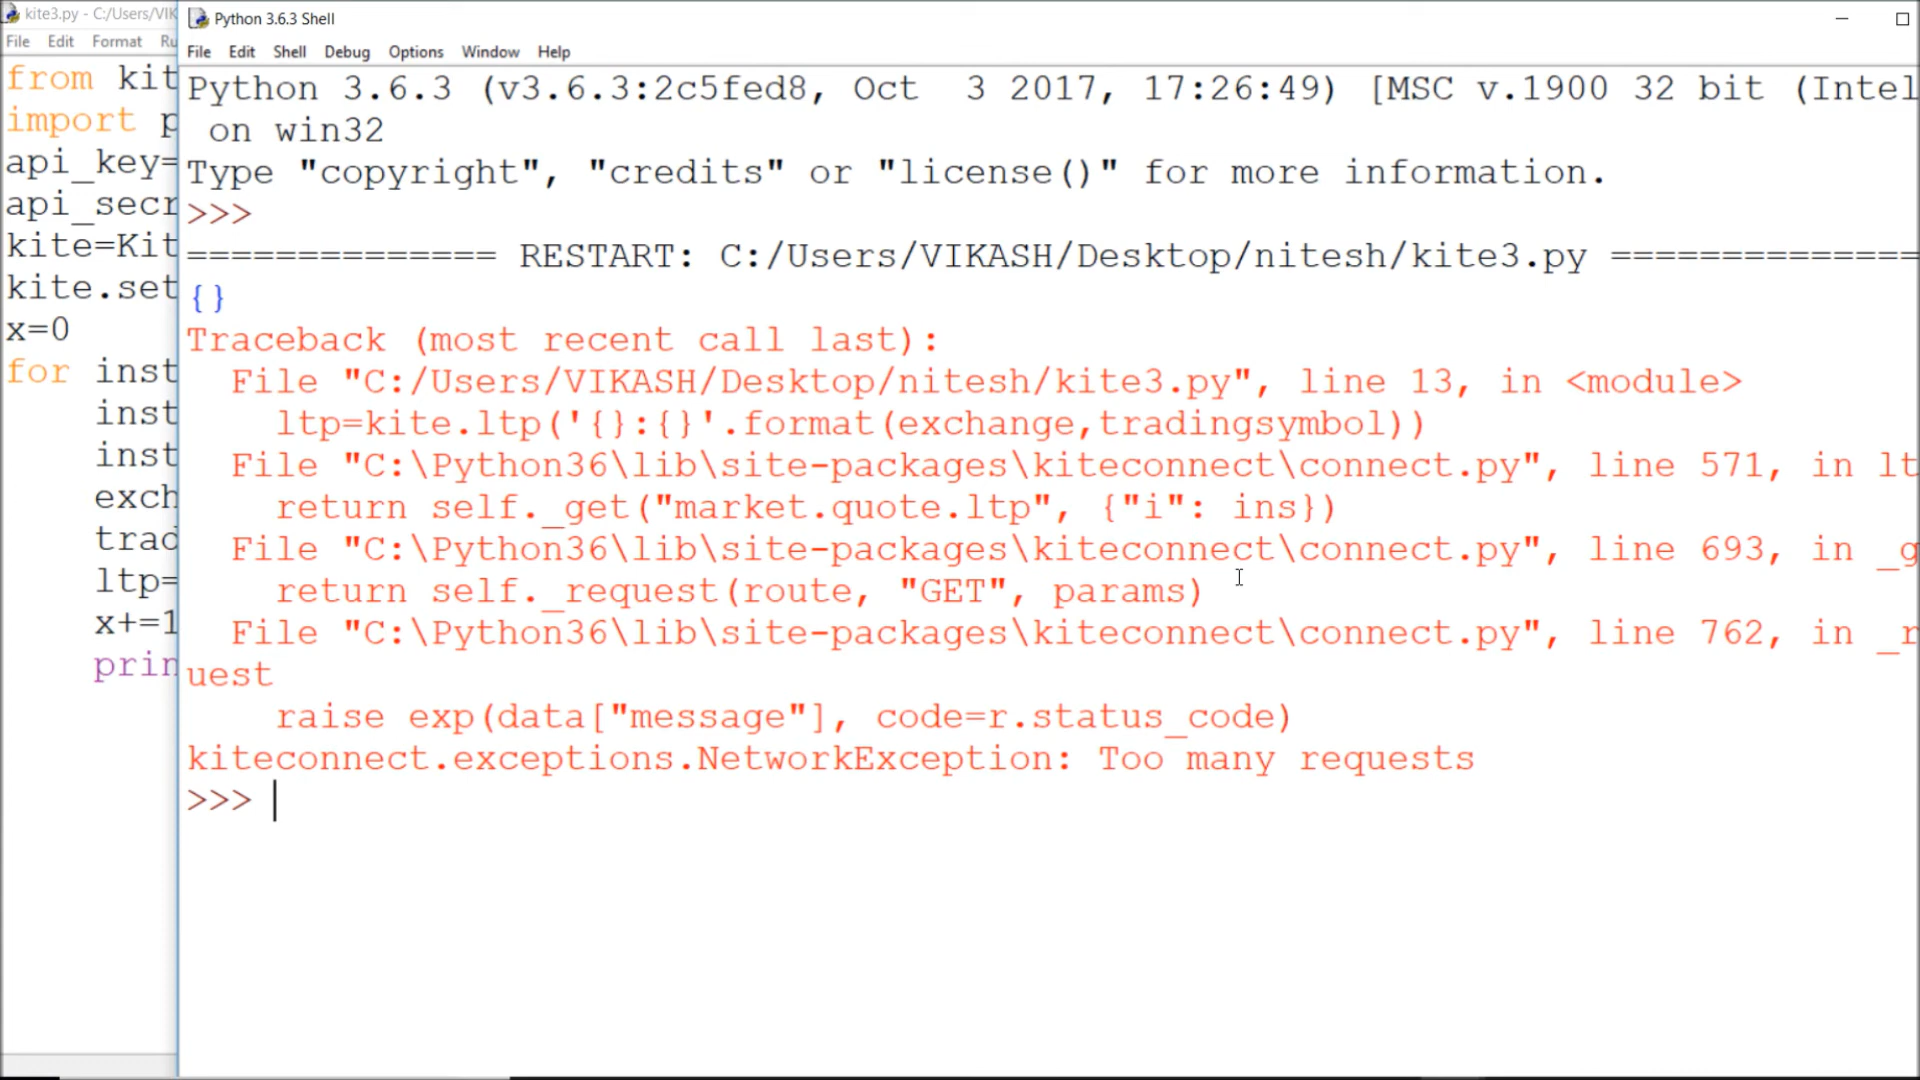 kite3.py - C:/Users/VIK
File Edit Format Ru
from kit
import p
api_key=
api_secr
kite=Kit
kite.set
x=0
for inst
inst
inst
exch
trad
ltp=
x+=1
prin
Python 3.6.3 Shell
File Edit Shell Debug Options Window Help
Python 3.6.3 (v3.6.3:2c5fed8, Oct  3 2017, 17:26:49) [MSC v.1900 32 bit (Intel
on win32
Type "copyright", "credits" or "license()" for more information.
>>>
============== RESTART: C:/Users/VIKASH/Desktop/nitesh/kite3.py ==============
{}
Traceback (most recent call last):
File "C:/Users/VIKASH/Desktop/nitesh/kite3.py", line 13, in <module>
ltp=kite.ltp('{}:{}'.format(exchange,tradingsymbol))
File "C:\Python36\lib\site-packages\kiteconnect\connect.py", line 571, in lt
return self._get("market.quote.ltp", {"i": ins})
File "C:\Python36\lib\site-packages\kiteconnect\connect.py", line 693, in _g
return self._request(route, "GET", params)
File "C:\Python36\lib\site-packages\kiteconnect\connect.py", line 762, in _r
uest
raise exp(data["message"], code=r.status_code)
kiteconnect.exceptions.NetworkException: Too many requests
>>>